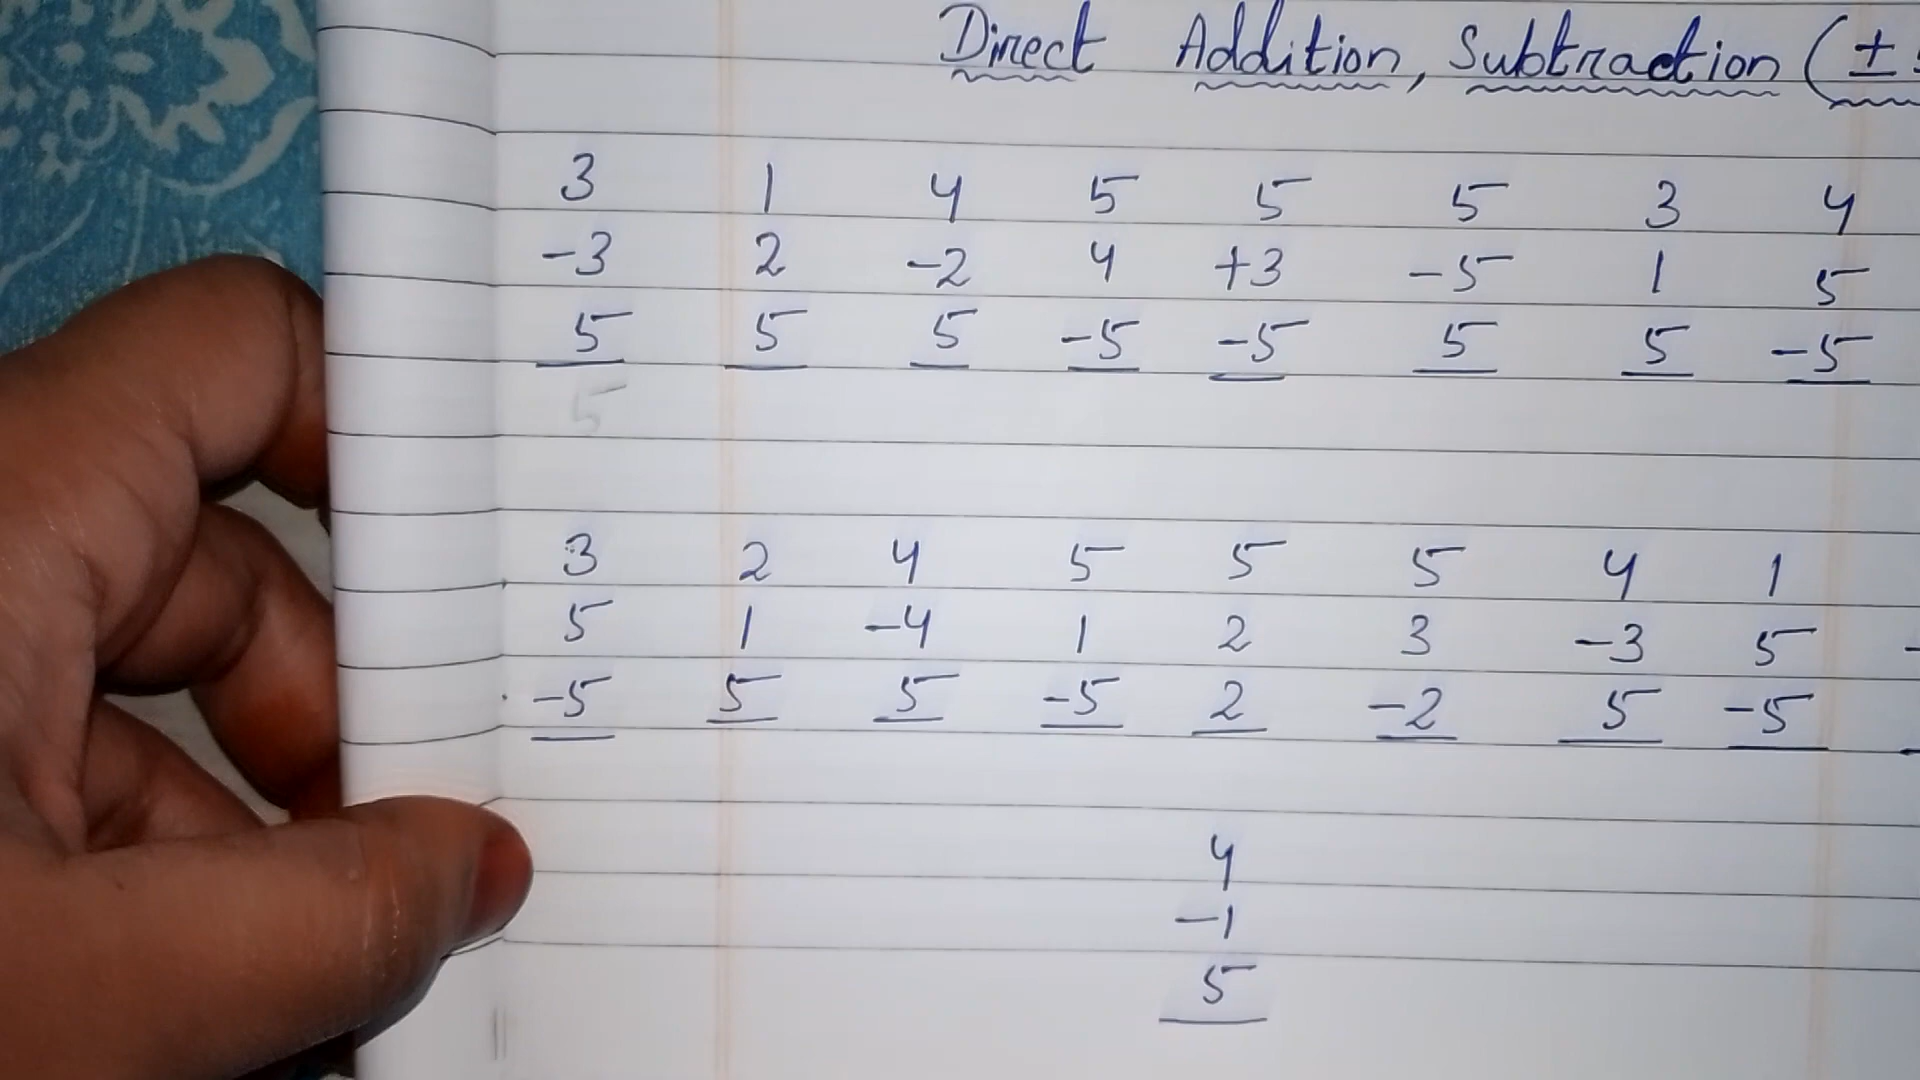 Direct Addition, Subtraction (±
3 1 4 5 5 5 3 4
-3 2 -2 4 +3 -5 1 5
5 5 5 -5 -5 5 5 -5
5
3 2 4 5 5 5 4 1
5 1 -4 1 2 3 -3 5
-5 5 5 -5 2 -2 5 -5
4
-1
5